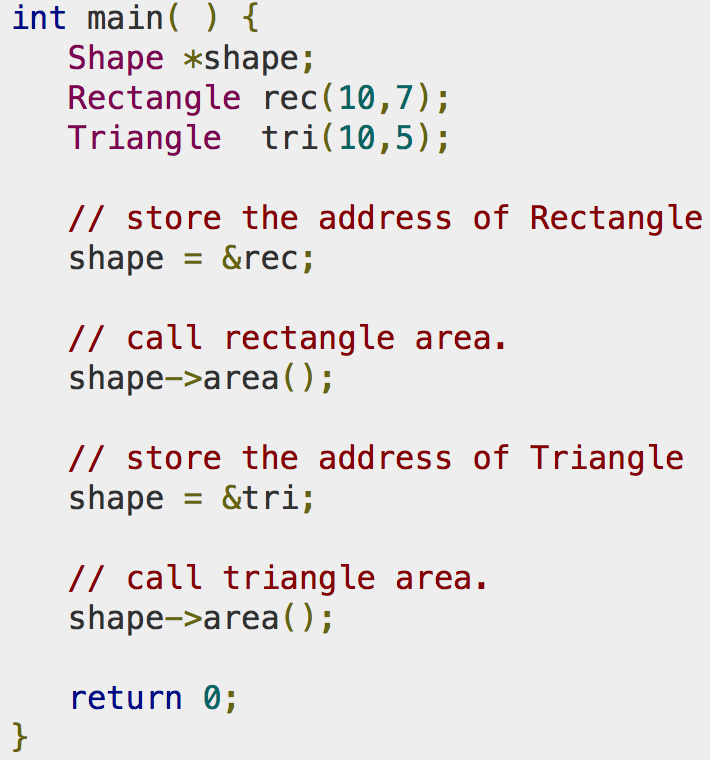 int main( ) {
   Shape *shape;
   Rectangle rec(10,7);
   Triangle  tri(10,5);

   // store the address of Rectangle
   shape = &rec;

   // call rectangle area.
   shape->area();

   // store the address of Triangle
   shape = &tri;

   // call triangle area.
   shape->area();

   return 0;
}